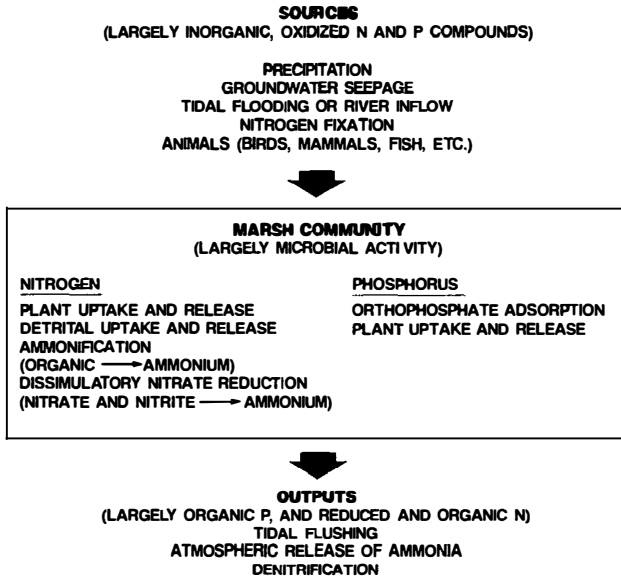 SOURCES
(LARGELY INORGANIC, OXIDIZED N AND P COMPOUNDS)
PRECIPITATION
GROUNDWATER SEEPAGE
TIDAL FLOODING OR RIVER INFLOW
NITROGEN FIXATION
ANIMALS (BIRDS, MAMMALS, FISH, ETC.)
MARSH COMMUNITY
(LARGELY MICROBIAL ACTIVITY)
NITROGEN
PLANT UPTAKE AND RELEASE
DETRITAL UPTAKE AND RELEASE
AMMONIFICATION
(ORGANIC → AMMONIUM)
DISSIMULATORY NITRATE REDUCTION
(NITRATE AND NITRITE → AMMONIUM)
PHOSPHORUS
ORTHOPHOSPHATE ADSORPTION
PLANT UPTAKE AND RELEASE
OUTPUTS
(LARGELY ORGANIC P, AND REDUCED AND ORGANIC N)
TIDAL FLUSHING
ATMOSPHERIC RELEASE OF AMMONIA
DENITRIFICATION